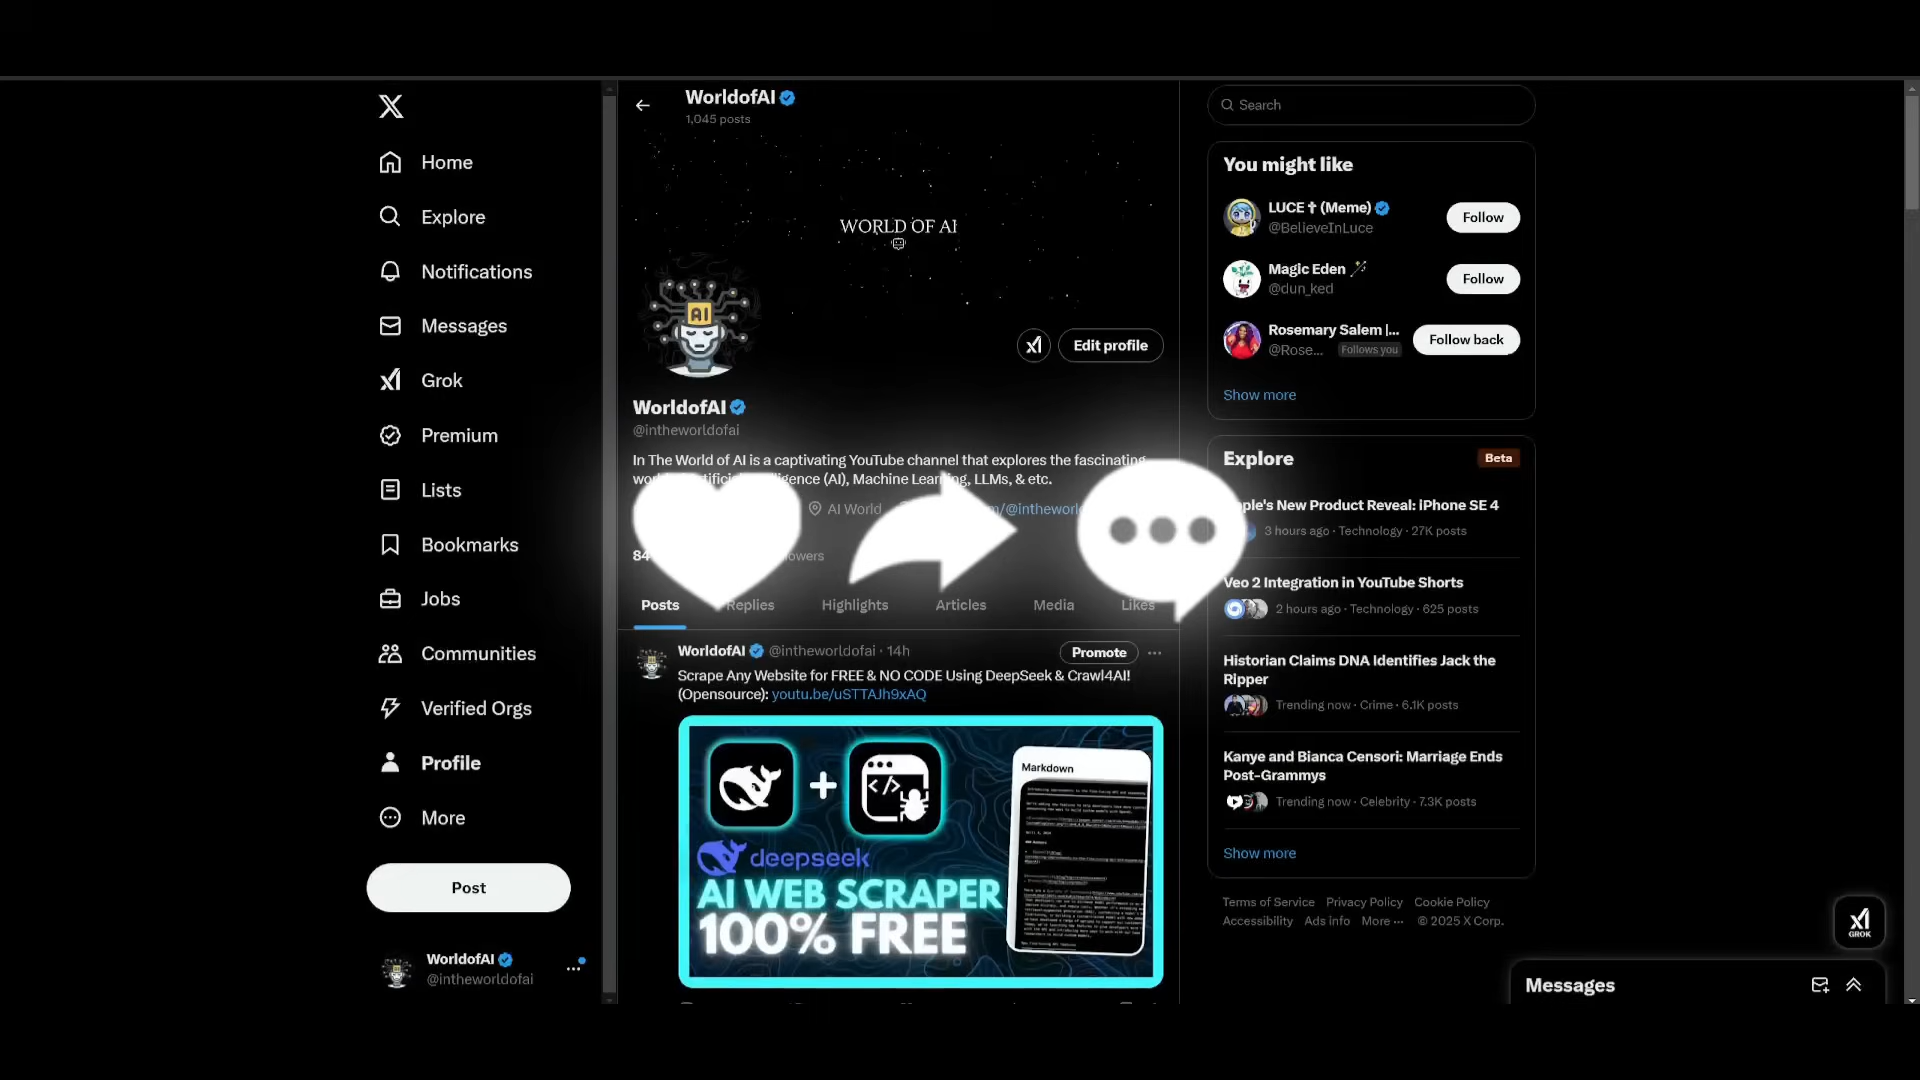 Home
Explore
Notifications
Messages
Grok
Premium
Lists
Bookmarks
Jobs
Communities
Verified Orgs
Profile
More
Post
WorldofAI
@intheworldofai
WorldofAI
1,045 posts
WORLD OF AI
AI
Edit profile
WorldofAI
@intheworldofai
In The World of AI is a captivating YouTube channel that explores the fascinating
(AI), Machine Learning, LLMs, & etc.
AI World
Posts
Replies
Highlights
Articles
Media
Likes
WorldofAI @intheworldofai · 14h
Promote
Scrape Any Website for FREE & NO CODE Using DeepSeek & Crawl4AI!
(Opensource): youtu.be/uSTTAJh9xAQ
+
Markdown
deepseek
AI WEB SCRAPER
100% FREE
Search
You might like
LUCE ✝ (Meme)
@BelieveInLuce
Follow
Magic Eden
@dun_ked
Follow
Rosemary Salem |...
@Rose... Follows you
Follow back
Show more
Explore
Beta
New Product Reveal: iPhone SE 4
3 hours ago · Technology · 27K posts
Veo 2 Integration in YouTube Shorts
2 hours ago · Technology · 625 posts
Historian Claims DNA Identifies Jack the
Ripper
Trending now · Crime · 6.1K posts
Kanye and Bianca Censori: Marriage Ends
Post-Grammys
Trending now · Celebrity · 7.3K posts
Show more
Terms of Service Privacy Policy Cookie Policy
Accessibility Ads info More ··· © 2025 X Corp.
GROK
Messages